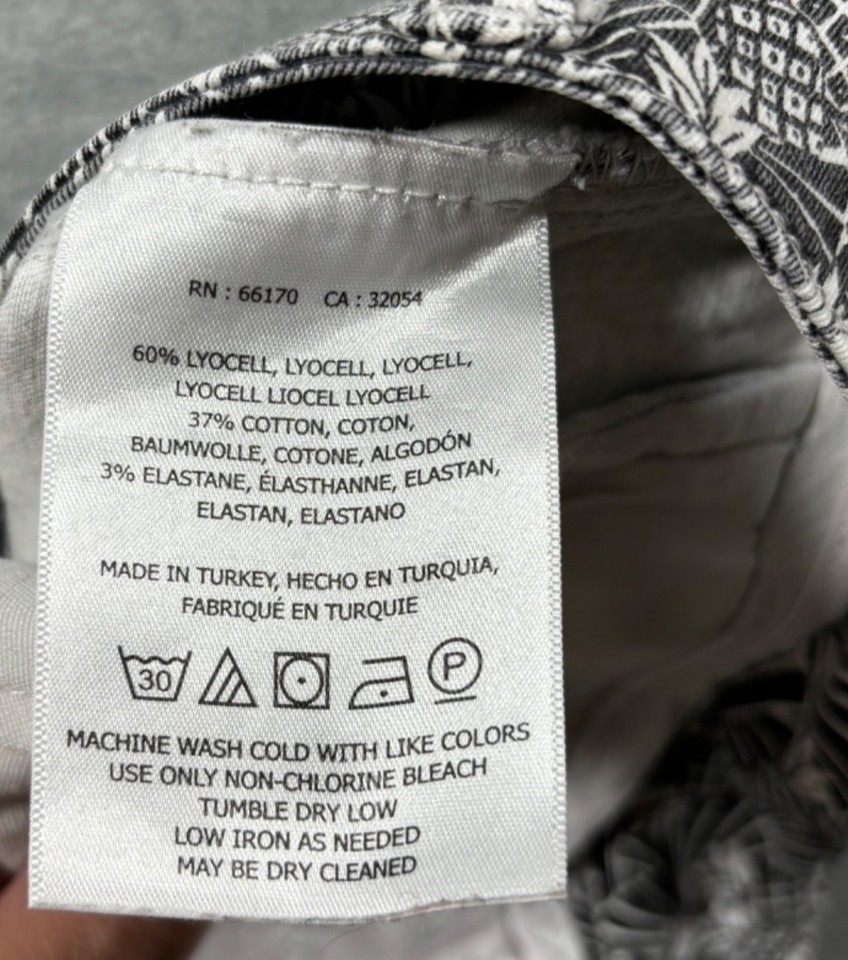 RN : 66170 CA : 32054
60% LYOCELL, LYOCELL, LYOCELL,
LYOCELL LIOCEL LYOCELL
37% COTTON, COTON,
BAUMWOLLE, COTONE, ALGODÓN
3% ELASTANE, ÉLASTHANNE, ELASTAN,
ELASTAN, ELASTANO
MADE IN TURKEY, HECHO EN TURQUIA,
FABRIQUÉ EN TURQUIE
30 P
MACHINE WASH COLD WITH LIKE COLORS
USE ONLY NON-CHLORINE BLEACH
TUMBLE DRY LOW
LOW IRON AS NEEDED
MAY BE DRY CLEANED